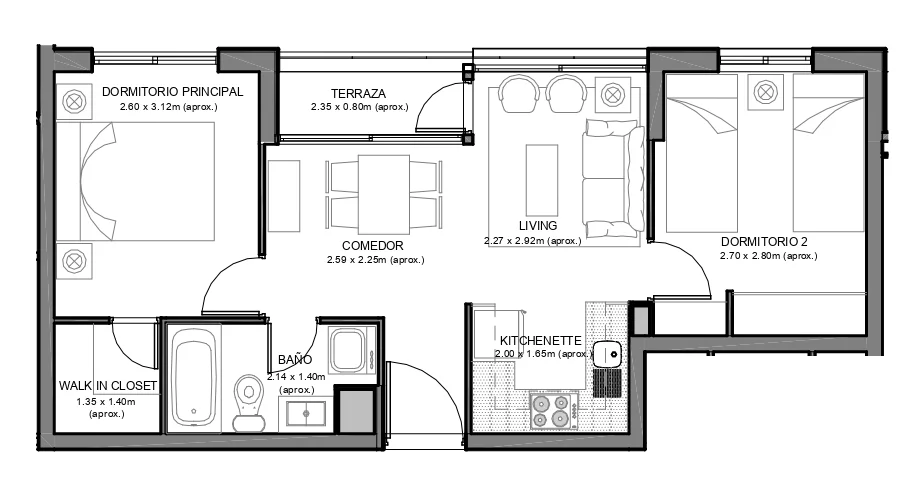 DORMITORIO PRINCIPAL
2.60 x 3.12m (aprox.)
TERRAZA
2.35 x 0.80m (aprox.)
LIVING
2.27 x 2.92m (aprox.)
COMEDOR
2.59 x 2.25m (aprox.)
DORMITORIO 2
2.70 x 2.80m (aprox.)
KITCHENETTE
2.00 x 1.65m (aprox.)
BAÑO
2.14 x 1.40m
(aprox.)
WALK IN CLOSET
1.35 x 1.40m
(aprox.)